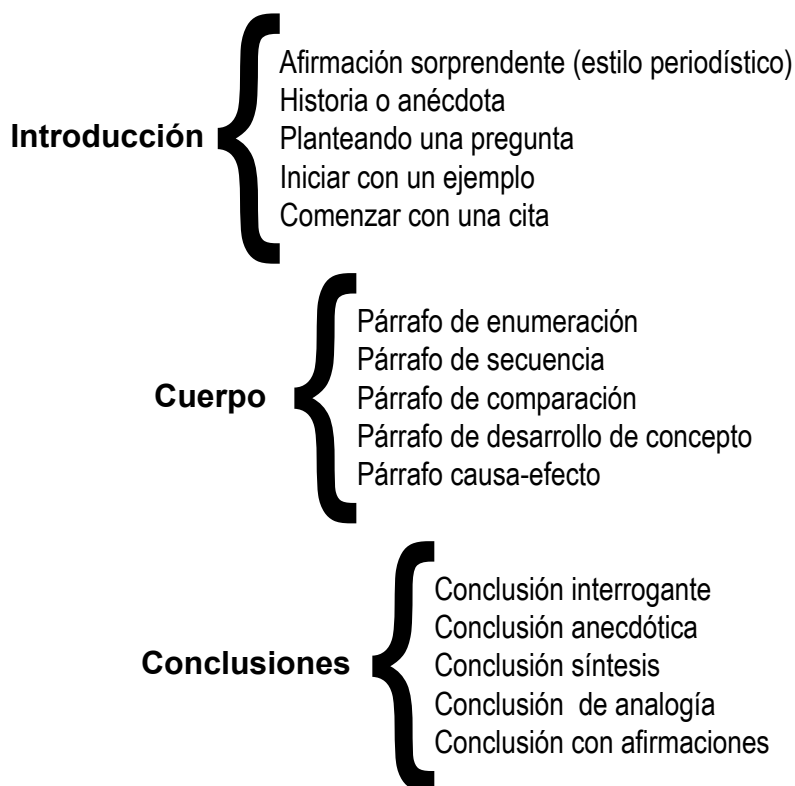 Introducción
Afirmación sorprendente (estilo periodístico)
Historia o anécdota
Planteando una pregunta
Iniciar con un ejemplo
Comenzar con una cita
Cuerpo
Párrafo de enumeración
Párrafo de secuencia
Párrafo de comparación
Párrafo de desarrollo de concepto
Párrafo causa-efecto
Conclusiones
Conclusión interrogante
Conclusión anecdótica
Conclusión síntesis
Conclusión de analogía
Conclusión con afirmaciones